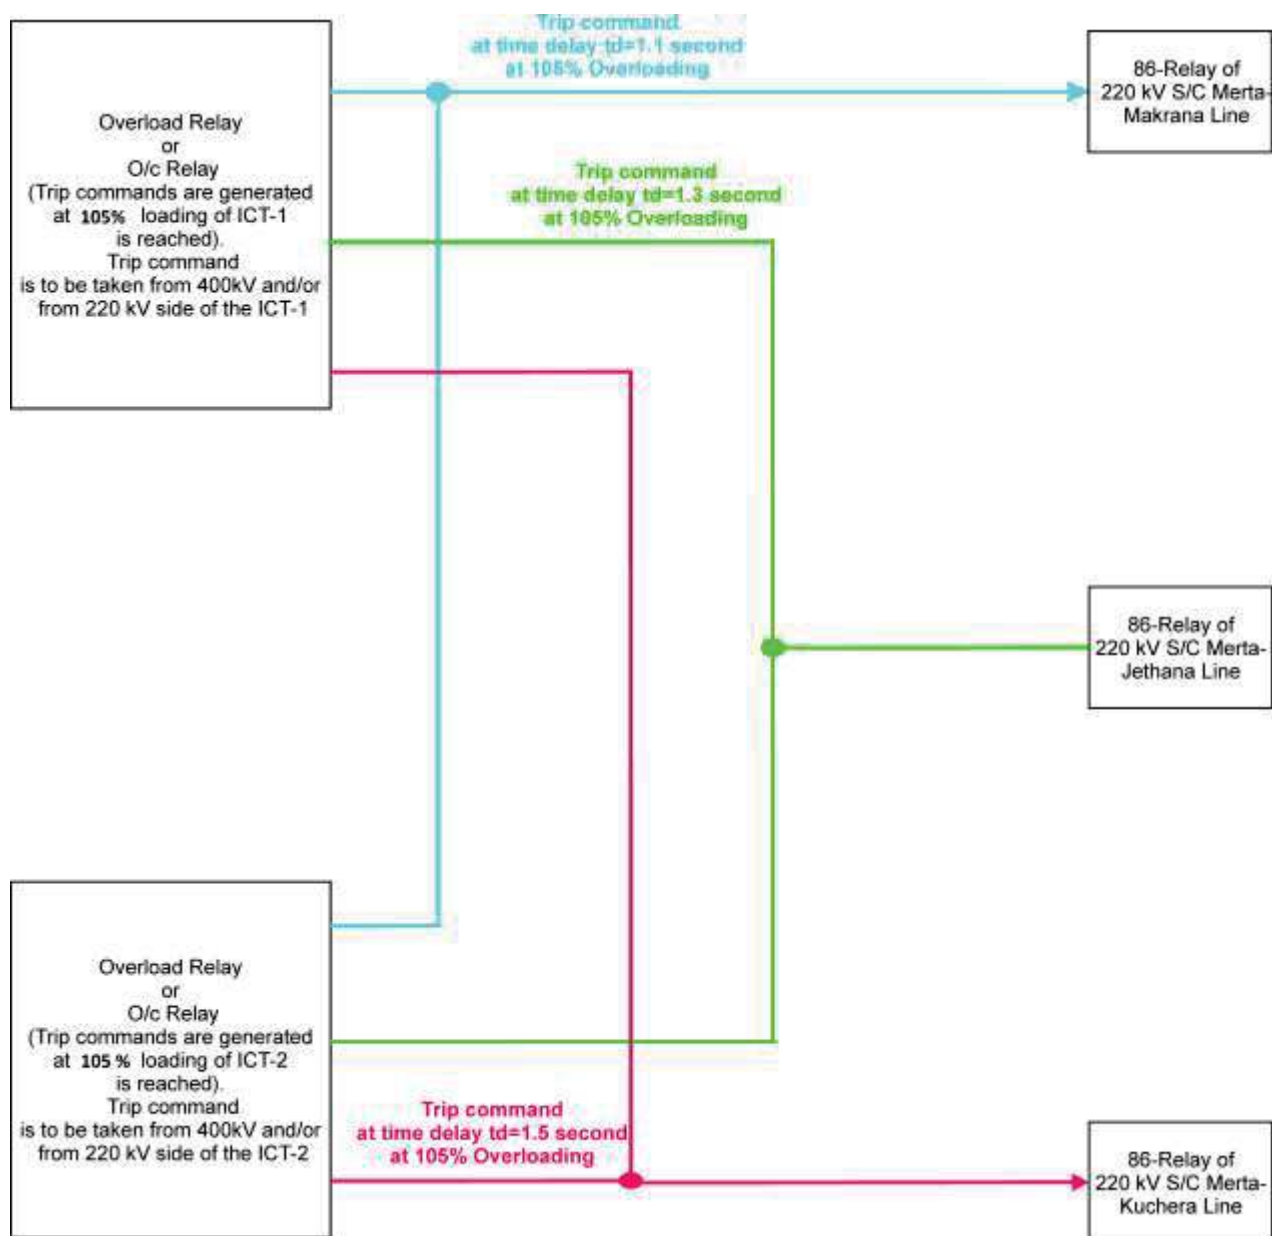 Trip command
at time delay td=1.1 second
at 105% Overloading
Overload Relay
or
O/c Relay
(Trip commands are generated
at 105% loading of ICT-1
is reached).
Trip command
is to be taken from 400kV and/or
from 220 kV side of the ICT-1
86-Relay of
220 kV S/C Merta-
Makrana Line
Trip command
at time delay td=1.3 second
at 105% Overloading
86-Relay of
220 kV S/C Merta-
Jethana Line
Overload Relay
or
O/c Relay
(Trip commands are generated
at 105 % loading of ICT-2
is reached).
Trip command
is to be taken from 400kV and/or
from 220 kV side of the ICT-2
Trip command
at time delay td=1.5 second
at 105% Overloading
86-Relay of
220 kV S/C Merta-
Kuchera Line